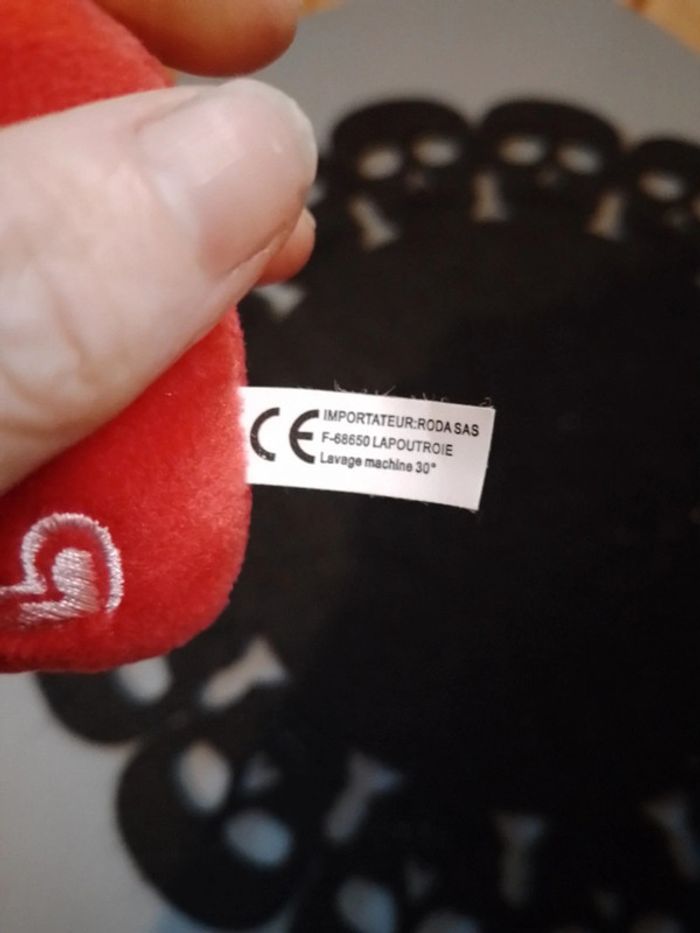 CE
IMPORTATEUR:RODA SAS
F-68650 LAPOUTROIE
Lavage machine 30°